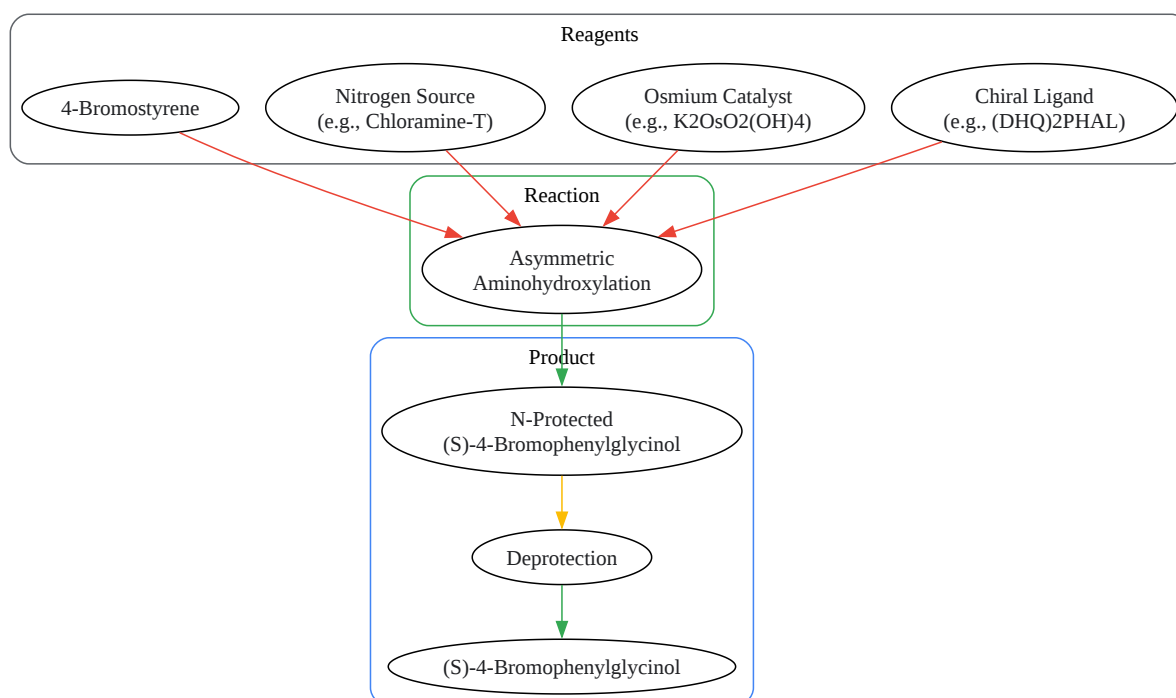 Reagents
4-Bromostyrene
Nitrogen Source
(e.g., Chloramine-T)
Osmium Catalyst
(e.g., K2OsO2(OH)4)
Chiral Ligand
(e.g., (DHQ)2PHAL)
Reaction
Asymmetric
Aminohydroxylation
Product
N-Protected
(S)-4-Bromophenylglycinol
Deprotection
(S)-4-Bromophenylglycinol